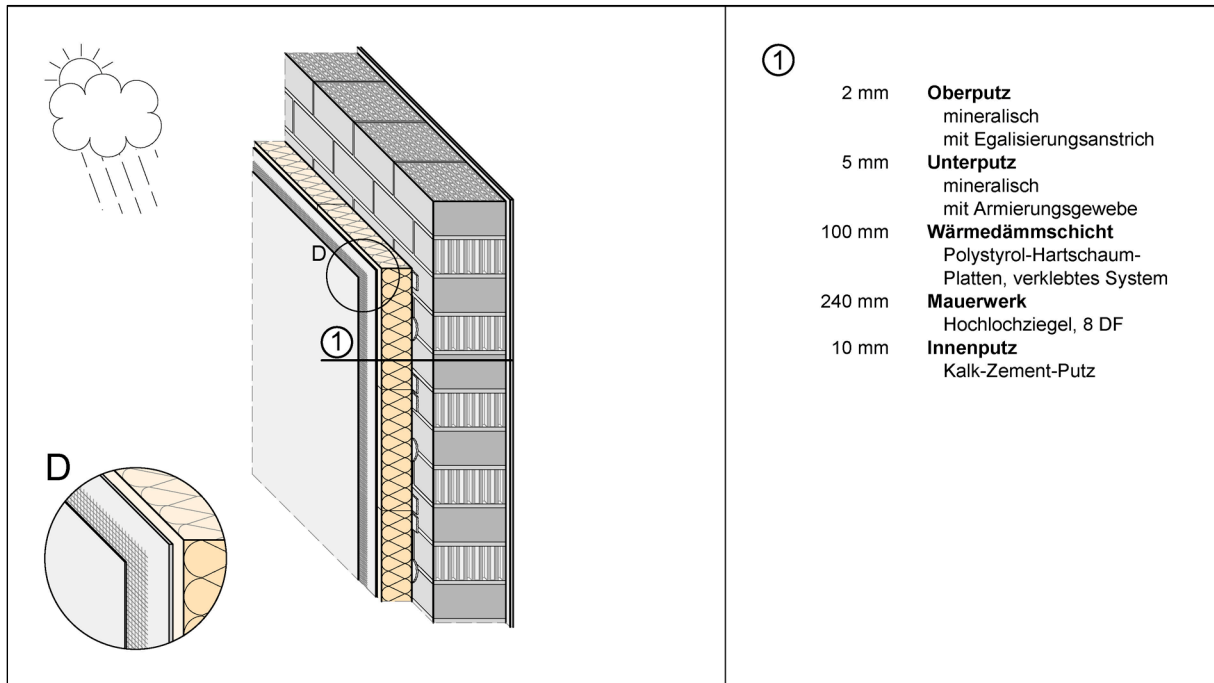 D
1
D
1
2 mm Oberputz
mineralisch
mit Egalisierungsanstrich
5 mm Unterputz
mineralisch
mit Armierungsgewebe
100 mm Wärmedämmschicht
Polystyrol-Hartschaum-
Platten, verklebtes System
240 mm Mauerwerk
Hochlochziegel, 8 DF
10 mm Innenputz
Kalk-Zement-Putz